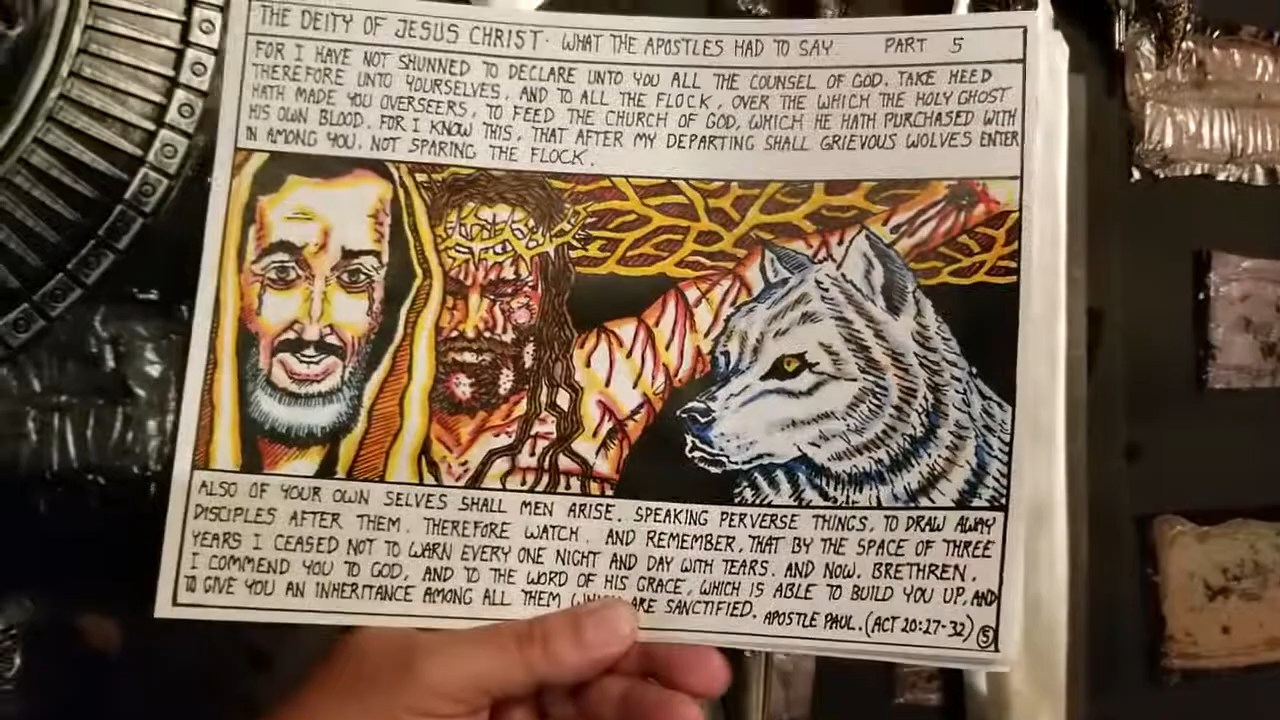 THE DEITY OF JESUS CHRIST. WHAT THE APOSTLES HAD TO SAY. PART 5
FOR I HAVE NOT SHUNNED TO DECLARE UNTO YOU ALL THE COUNSEL OF GOD. TAKE HEED
THEREFORE UNTO YOURSELVES, AND TO ALL THE FLOCK, OVER THE WHICH THE HOLY GHOST
HATH MADE YOU OVERSEERS, TO FEED THE CHURCH OF GOD, WHICH HE HATH PURCHASED WITH
HIS OWN BLOOD. FOR I KNOW THIS, THAT AFTER MY DEPARTING SHALL GRIEVOUS WOLVES ENTER
IN AMONG YOU, NOT SPARING THE FLOCK.
ALSO OF YOUR OWN SELVES SHALL MEN ARISE, SPEAKING PERVERSE THINGS, TO DRAW AWAY
DISCIPLES AFTER THEM. THEREFORE WATCH, AND REMEMBER, THAT BY THE SPACE OF THREE
YEARS I CEASED NOT TO WARN EVERY ONE NIGHT AND DAY WITH TEARS. AND NOW, BRETHREN,
I COMMEND YOU TO GOD, AND TO THE WORD OF HIS GRACE, WHICH IS ABLE TO BUILD YOU UP, AND
TO GIVE YOU AN INHERITANCE AMONG ALL THEM WHICH ARE SANCTIFIED. APOSTLE PAUL. (ACT 20:27-32) 5